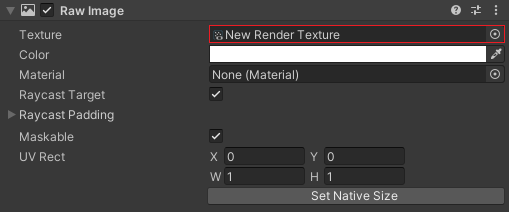 Raw Image
Texture New Render Texture
Color
Material None (Material)
Raycast Target
Raycast Padding
Maskable
UV Rect X 0 Y 0
W 1 H 1
Set Native Size